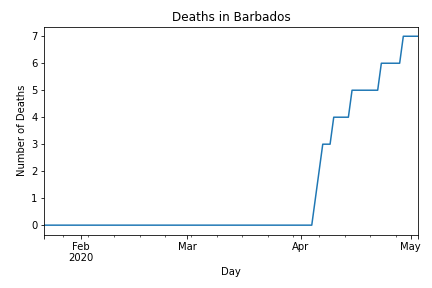 Deaths in Barbados
Number of Deaths
7
6
5
4
3
2
1
0
Feb
2020
Mar
Apr
May
Day